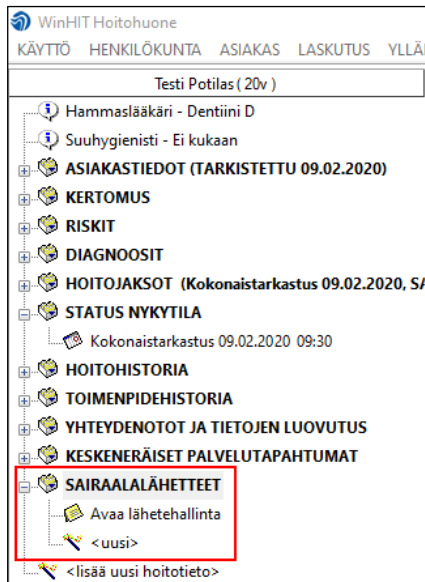 WinHIT Hoitohuone
KÄYTTÖ HENKILÖKUNTA ASIAKAS LASKUTUS YLLÄ
Testi Potilas ( 20v )
Hammaslääkäri - Dentiini D
Suuhygienisti - Ei kukaan
ASIAKASTIEDOT (TARKISTETTU 09.02.2020)
KERTOMUS
RISKIT
DIAGNOOSIT
HOITOJAKSOT (Kokonaistarkastus 09.02.2020, SA
STATUS NYKYTILA
Kokonaistarkastus 09.02.2020 09:30
HOITOHISTORIA
TOIMENPIDEHISTORIA
YHTEYDENOTOT JA TIETOJEN LUOVUTUS
KESKENERÄISET PALVELUTAPAHTUMAT
SAIRAALALÄHETTEET
Avaa lähetehallinta
<uusi>
<lisää uusi hoitotieto>